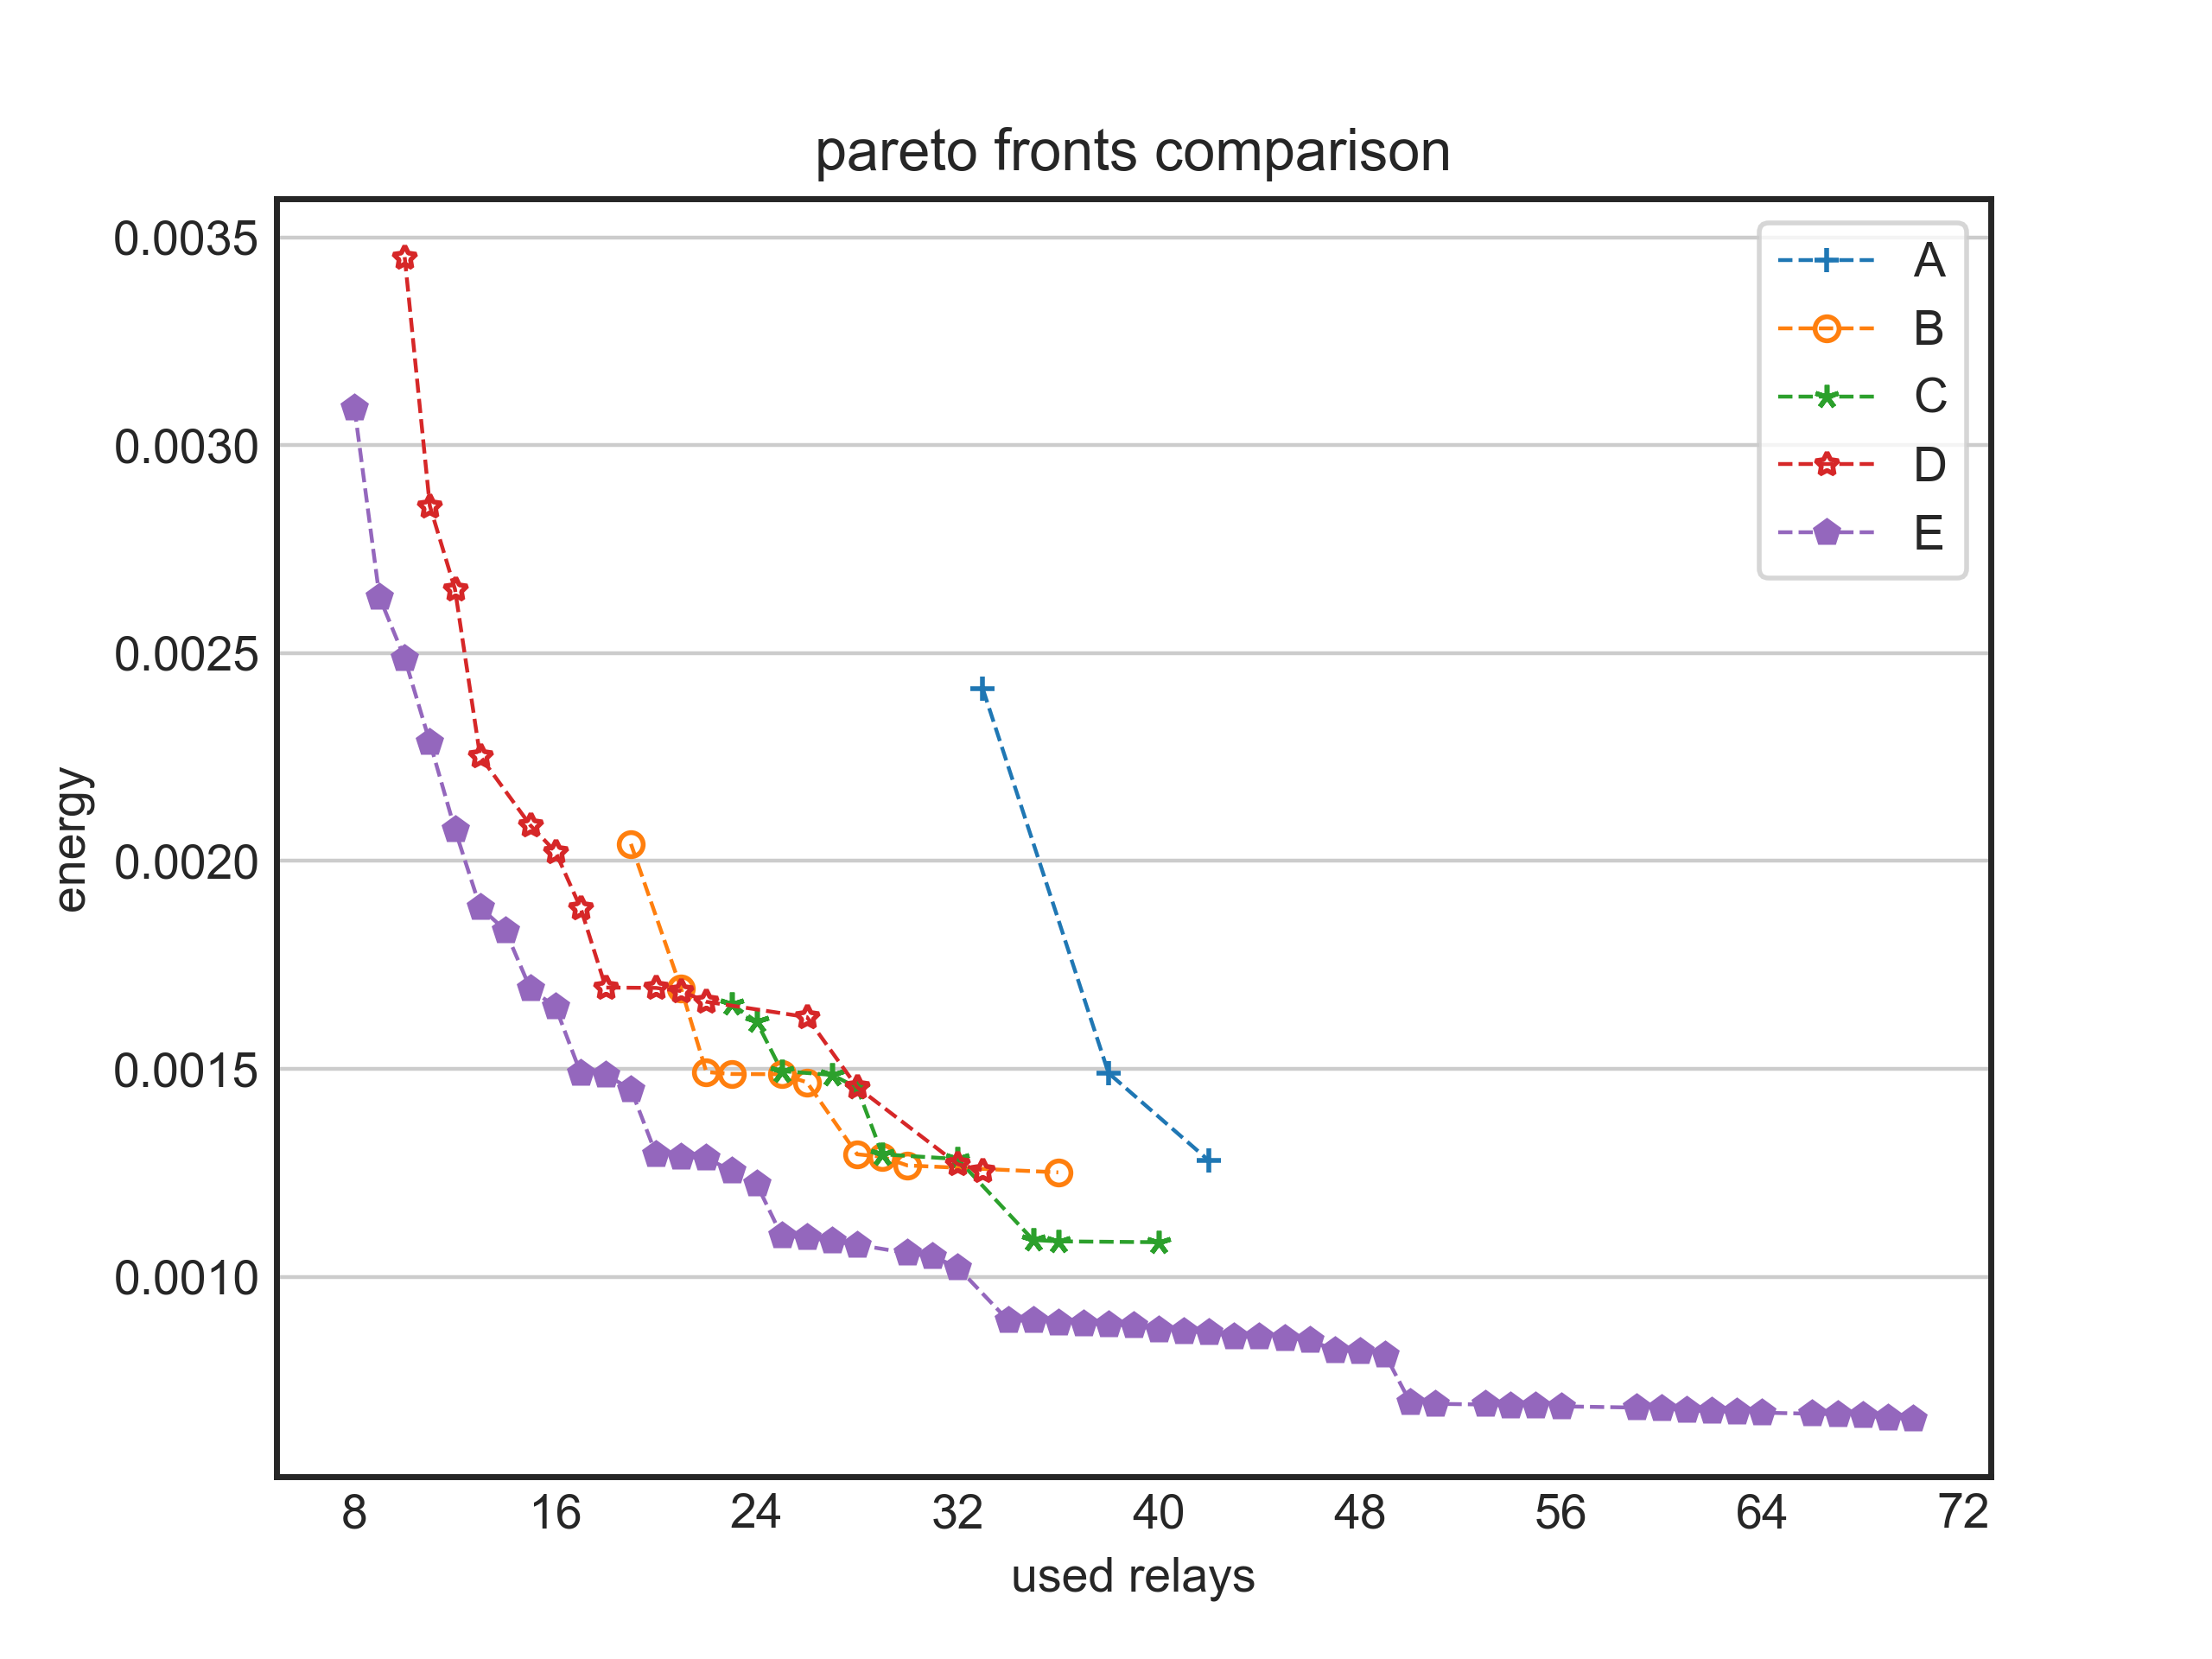 pareto fronts comparison
0.0035
0.0030
0.0025
0.0020
0.0015
0.0010
energy
A
B
C
D
E
8 16 24 32 40 48 56 64 72
used relays